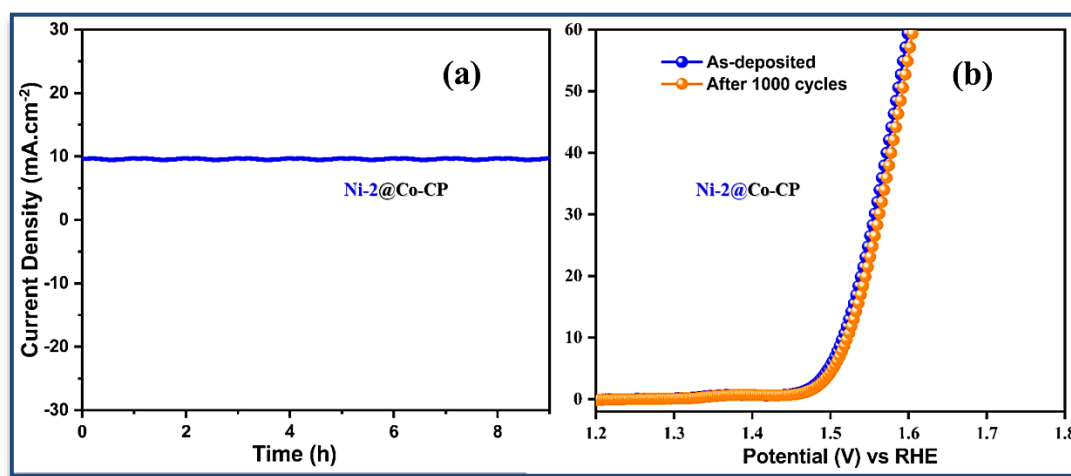 (a)
Ni-2@Co-CP
Current Density (mA.cm-2)
30
20
10
0
-10
-20
-30
0
2
4
6
8
Time (h)
(b)
As-deposited
After 1000 cycles
Ni-2@Co-CP
60
50
40
30
20
10
0
1.2
1.3
1.4
1.5
1.6
1.7
1.8
Potential (V) vs RHE